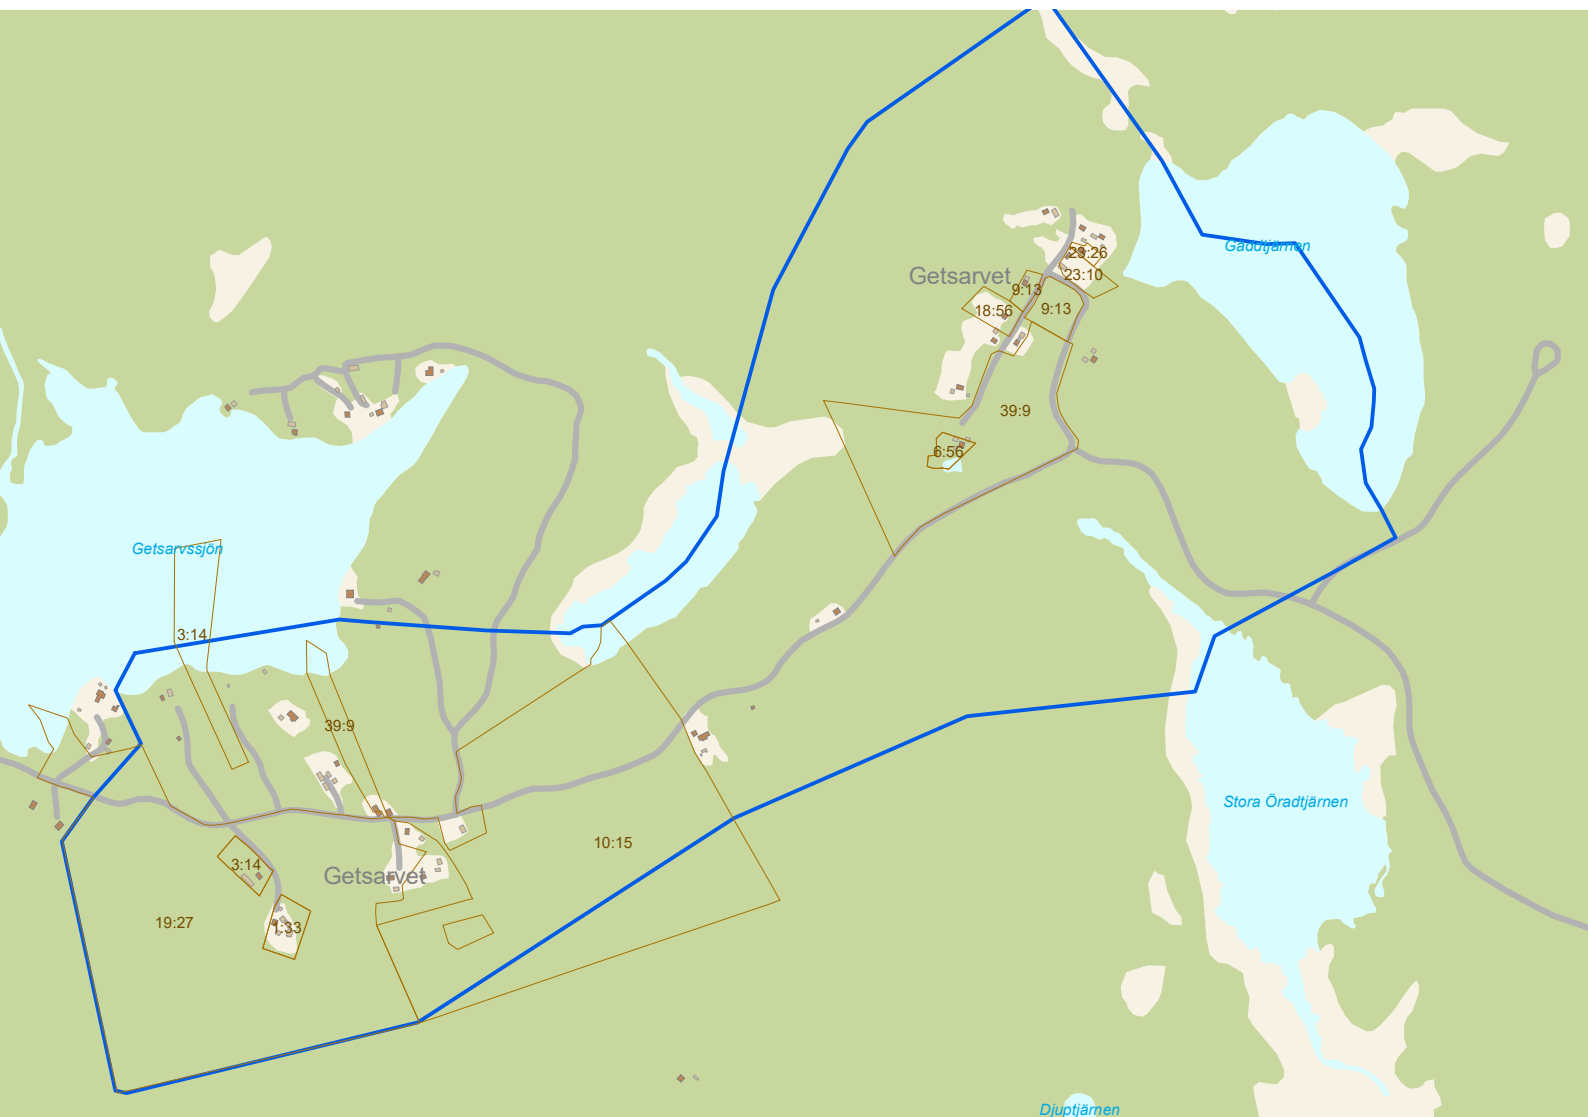 Gäddtjärnen
23:26
23:10
Getsarvet
9:13
18:56
9:13
39:9
6:56
Getsarvssjön
3:14
39:9
Stora Öradtjärnen
10:15
3:14
Getsarvet
19:27
1:33
Djuptjärnen